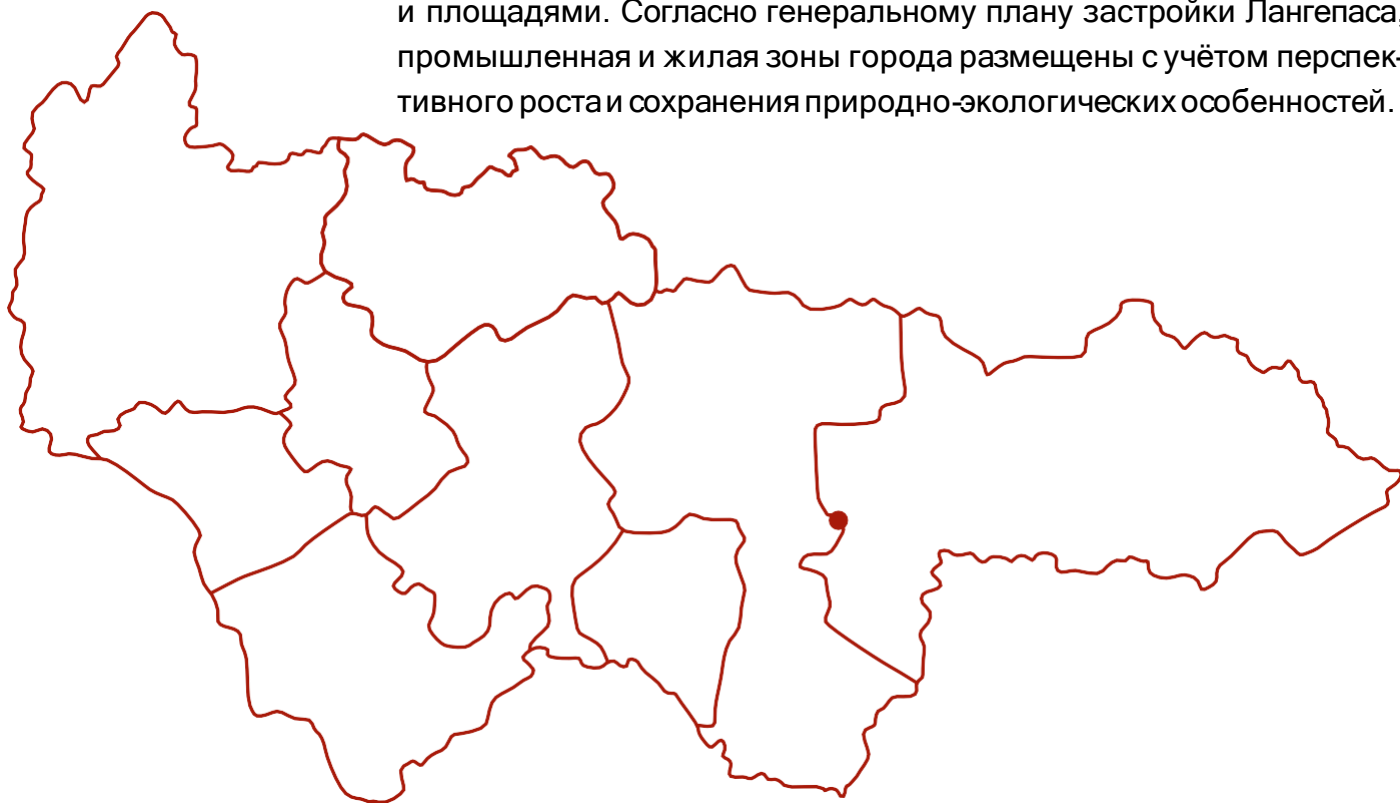 и площадями. Согласно генеральному плану застройки Лангепаса,
промышленная и жилая зоны города размещены с учётом перспек-
тивного роста и сохранения природно-экологических особенностей.